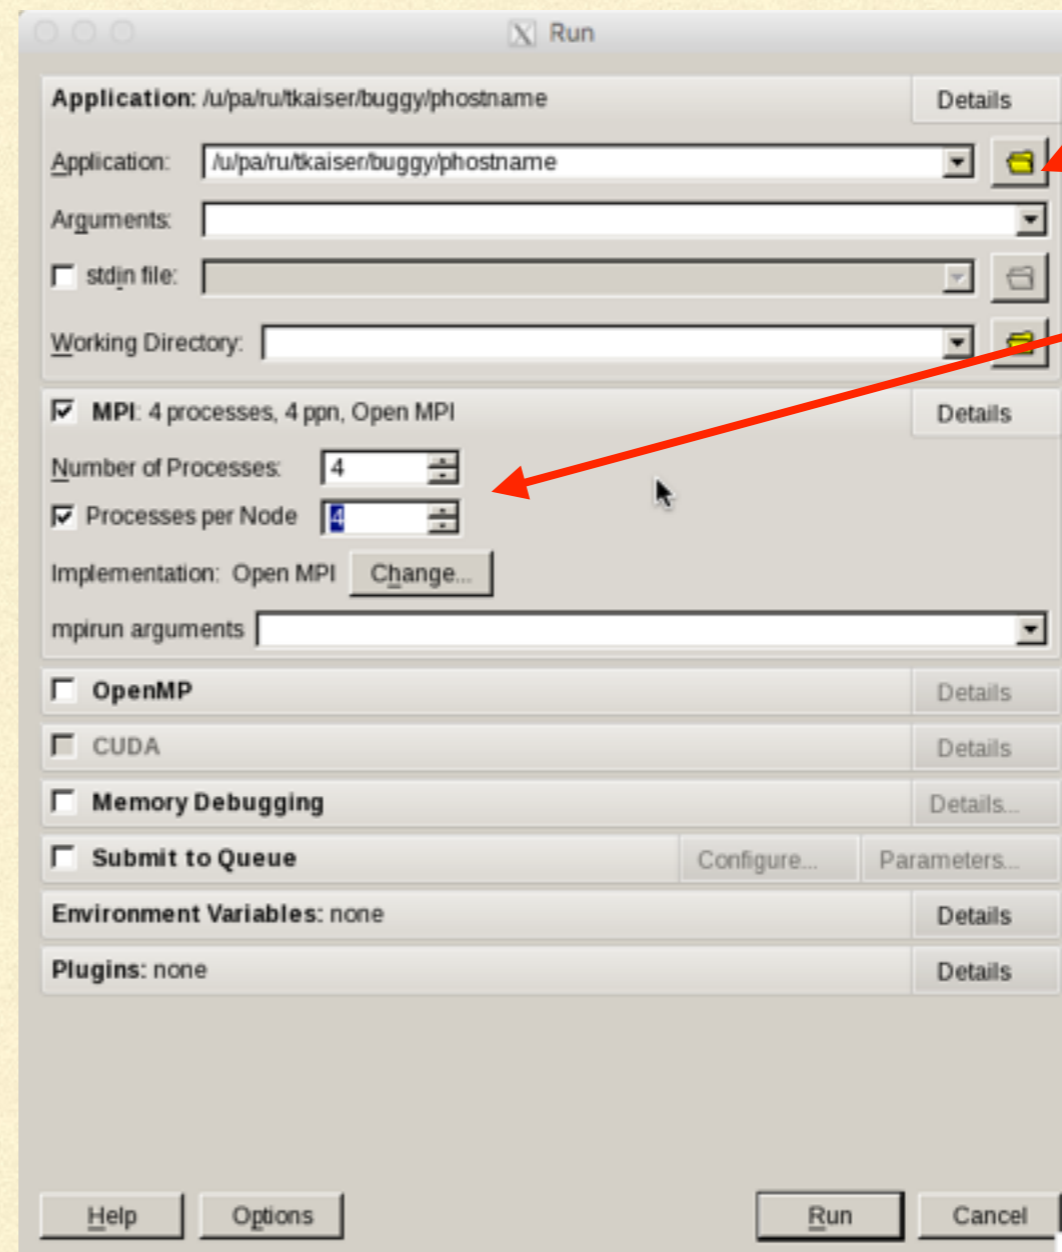 Run
Application: /u/pa/ru/tkaiser/buggy/phostname Details
Application: /u/pa/ru/tkaiser/buggy/phostname
Arguments:
stdin file:
Working Directory:
MPI: 4 processes, 4 ppn, Open MPI Details
Number of Processes: 4
Processes per Node 4
Implementation: Open MPI Change...
mpirun arguments
OpenMP Details
CUDA Details
Memory Debugging Details...
Submit to Queue Configure... Parameters...
Environment Variables: none Details
Plugins: none Details
Help Options Run Cancel